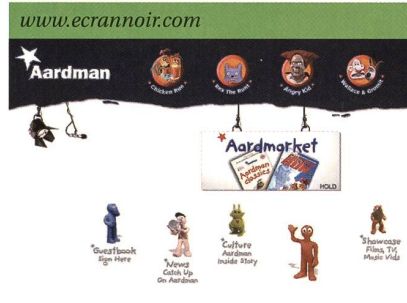 www.ecrannoir.com
Aardman
Chicken Run
Rex The Runt
Angry Kid
Wallace & Gromit
Aardmarket
Aardman
classics
HOLD
Guestbook
Sign Here
News
Catch Up
On Aardman
Culture
Aardman
Inside Story
Showcase
Films, TV,
Music Vids